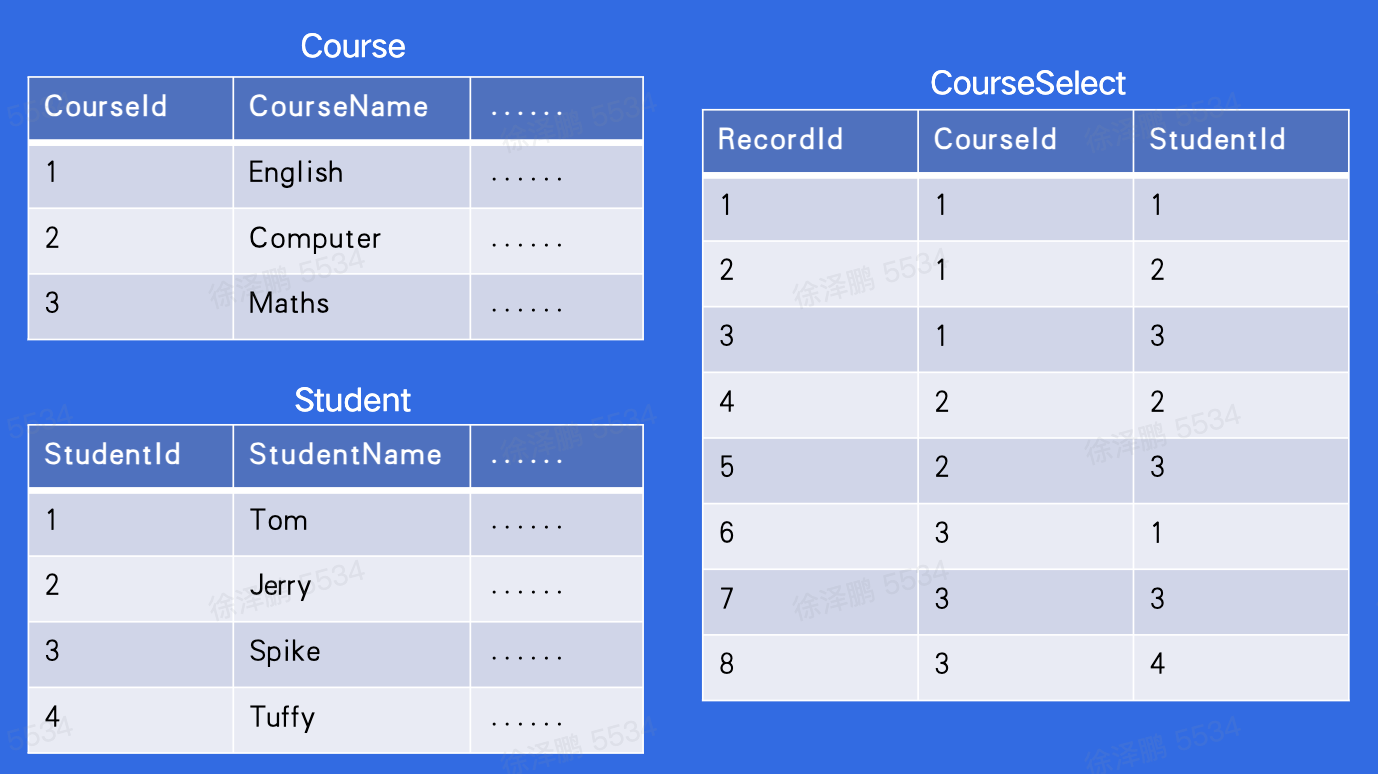 Course
CourseId CourseName ......
1 English ......
2 Computer ......
3 Maths ......
Student
StudentId StudentName ......
1 Tom ......
2 Jerry ......
3 Spike ......
4 Tuffy ......
CourseSelect
RecordId CourseId StudentId
1 1 1
2 1 2
3 1 3
4 2 2
5 2 3
6 3 1
7 3 3
8 3 4
徐泽鹏 5534